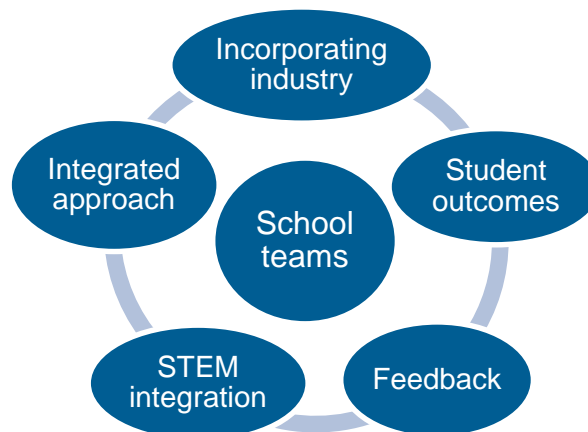 Incorporating
industry
Integrated
approach
Student
outcomes
School
teams
STEM
integration
Feedback